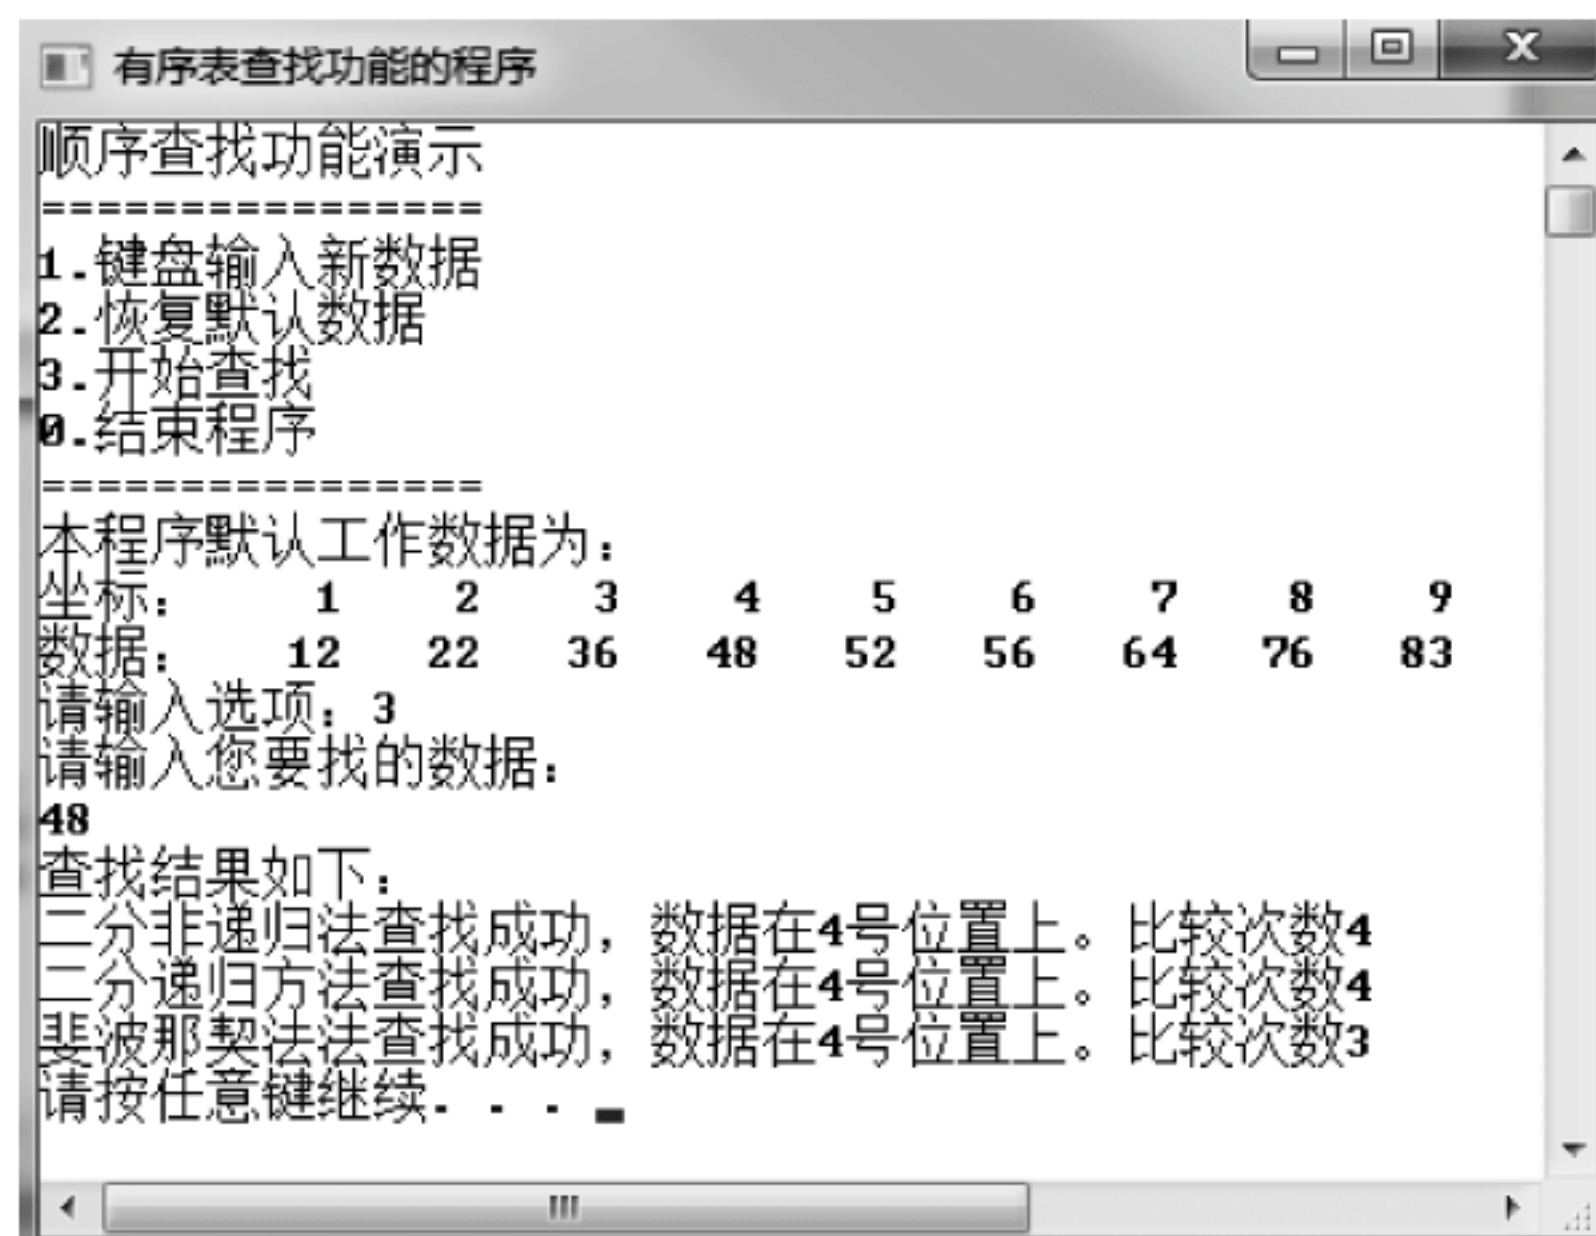 有序表查找功能的程序
顺序查找功能演示
================
1.键盘输入新数据
2.恢复默认数据
3.开始查找
0.结束程序
================
本程序默认工作数据为:
坐标: 1 2 3 4 5 6 7 8 9
数据: 12 22 36 48 52 56 64 76 83
请输入选项: 3
请输入您要找的数据:
48
查找结果如下:
二分非递归法查找成功, 数据在4号位置上。比较次数4
二分递归方法查找成功, 数据在4号位置上。比较次数4
斐波那契法法查找成功, 数据在4号位置上。比较次数3
请按任意键继续. . .